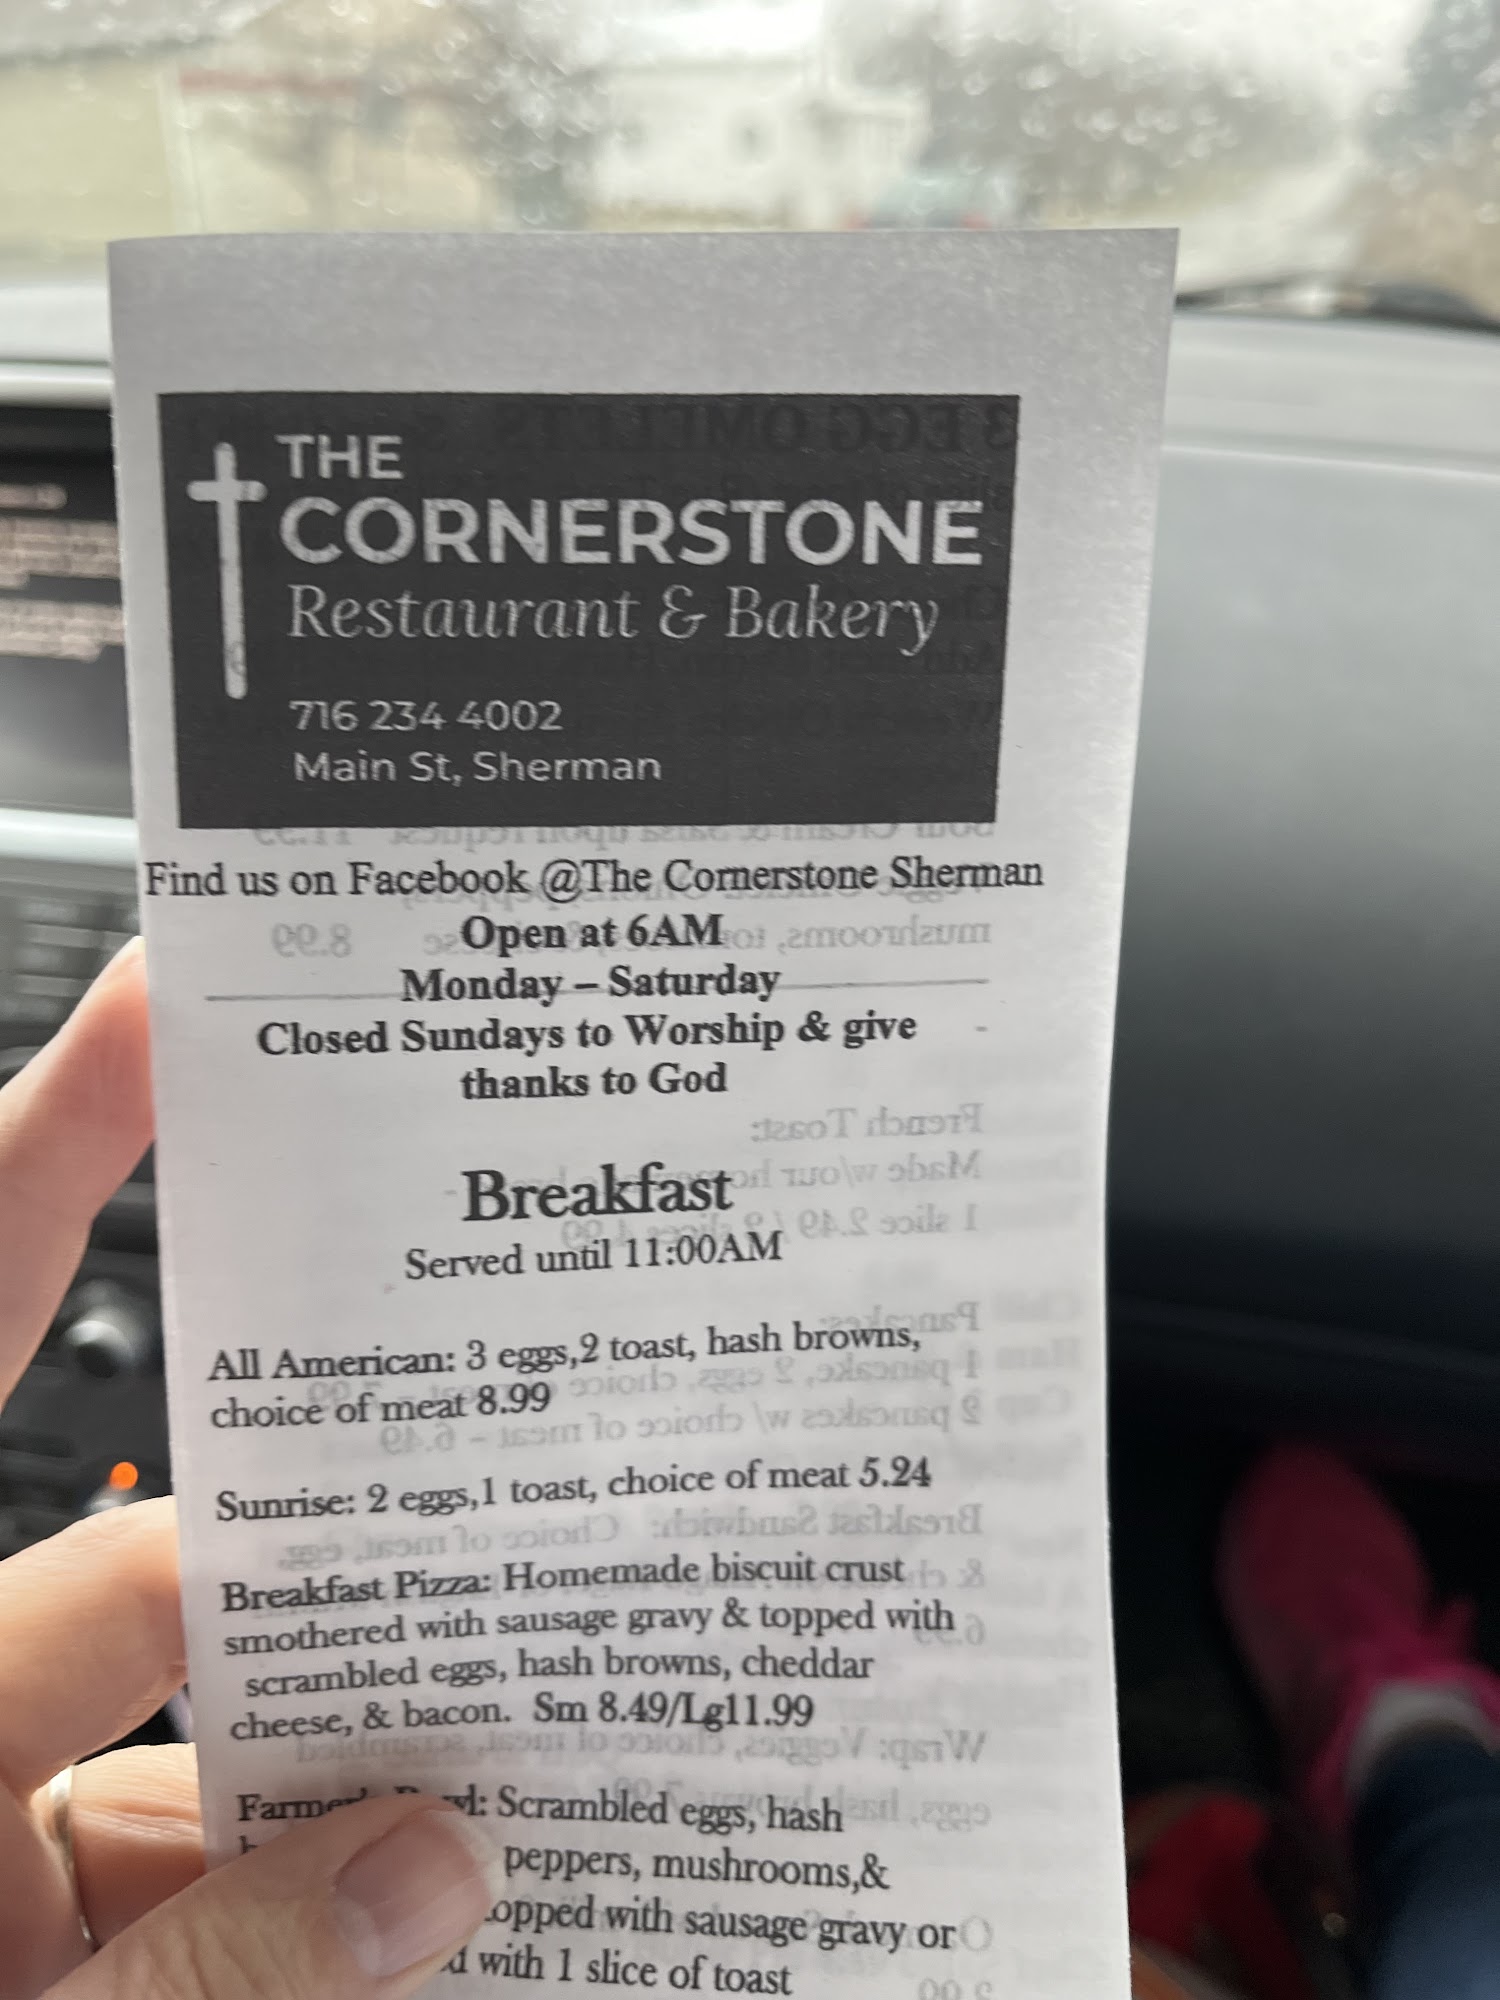 THE
CORNERSTONE
Restaurant & Bakery
716 234 4002
Main St, Sherman
Find us on Facebook @The Cornerstone Sherman
Open at 6AM
Monday – Saturday
Closed Sundays to Worship & give
thanks to God
Breakfast
Served until 11:00AM
All American: 3 eggs,2 toast, hash browns,
choice of meat 8.99
Sunrise: 2 eggs,1 toast, choice of meat 5.24
Breakfast Pizza: Homemade biscuit crust
smothered with sausage gravy & topped with
scrambled eggs, hash browns, cheddar
cheese, & bacon. Sm 8.49/Lg11.99
Scrambled eggs, hash
peppers, mushrooms,&
with sausage gravy or
with 1 slice of toast